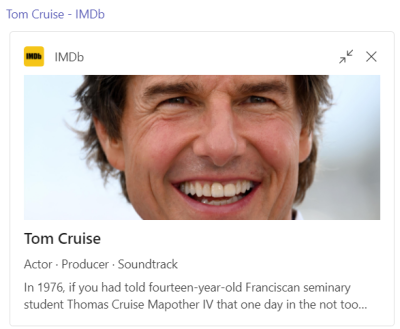 Tom Cruise - IMDb
IMDb IMDb
Tom Cruise
Actor · Producer · Soundtrack
In 1976, if you had told fourteen-year-old Franciscan seminary
student Thomas Cruise Mapother IV that one day in the not too...